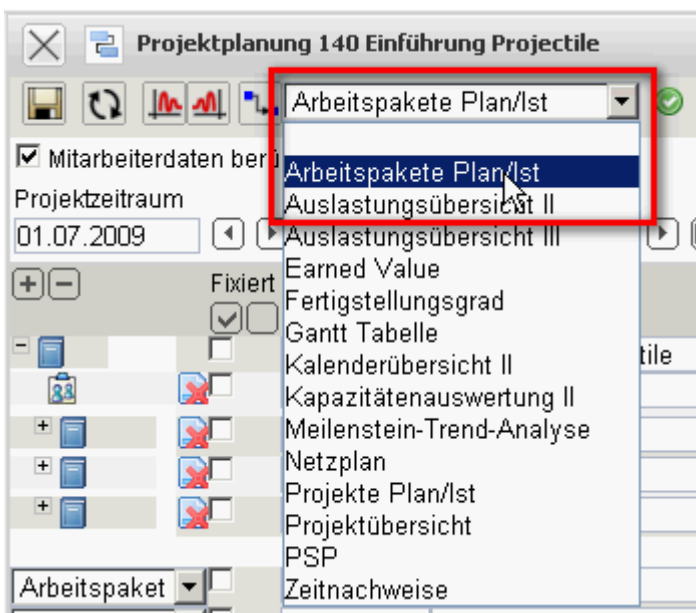 Projektplanung 140 Einführung Projectile
Arbeitspakete Plan/Ist
Mitarbeiterdaten berü
Arbeitspakete Plan/Ist
Projektzeitraum
Auslastungsübersicht II
01.07.2009
Auslastungsübersicht III
Earned Value
Fixiert
Fertigstellungsgrad
Gantt Tabelle
tile
Kalenderübersicht II
Kapazitätenauswertung II
Meilenstein-Trend-Analyse
Netzplan
Projekte Plan/Ist
Projektübersicht
PSP
Arbeitspaket
Zeitnachweise